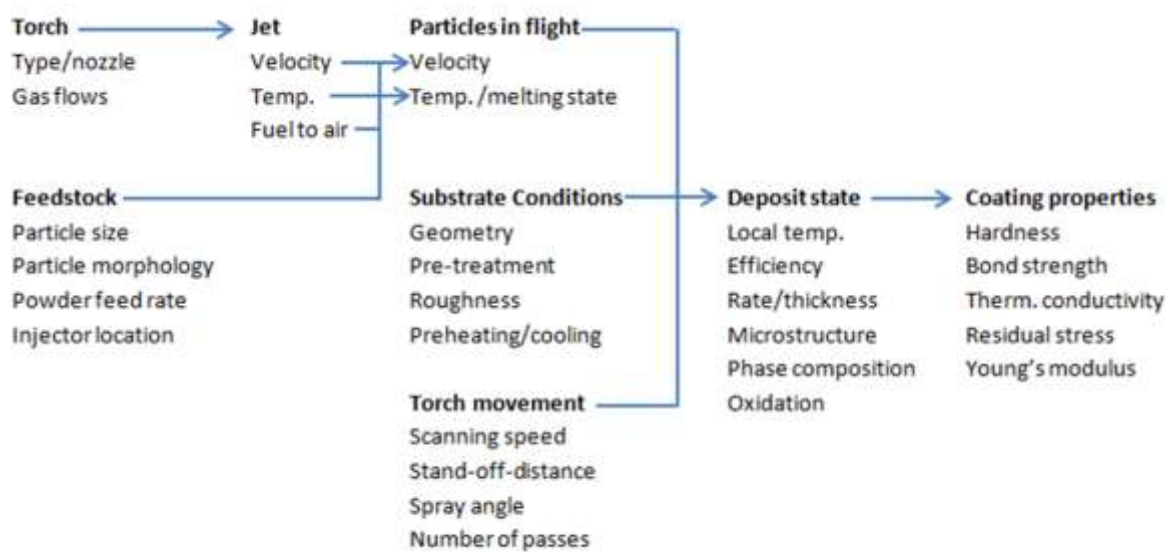 Torch
Type/nozzle
Gas flows
Jet
Velocity
Temp.
Fuel to air
Particles in flight
Velocity
Temp./melting state
Feedstock
Particle size
Particle morphology
Powder feed rate
Injector location
Substrate Conditions
Geometry
Pre-treatment
Roughness
Preheating/cooling
Torch movement
Scanning speed
Stand-off-distance
Spray angle
Number of passes
Deposit state
Local temp.
Efficiency
Rate/thickness
Microstructure
Phase composition
Oxidation
Coating properties
Hardness
Bond strength
Therm. conductivity
Residual stress
Young's modulus